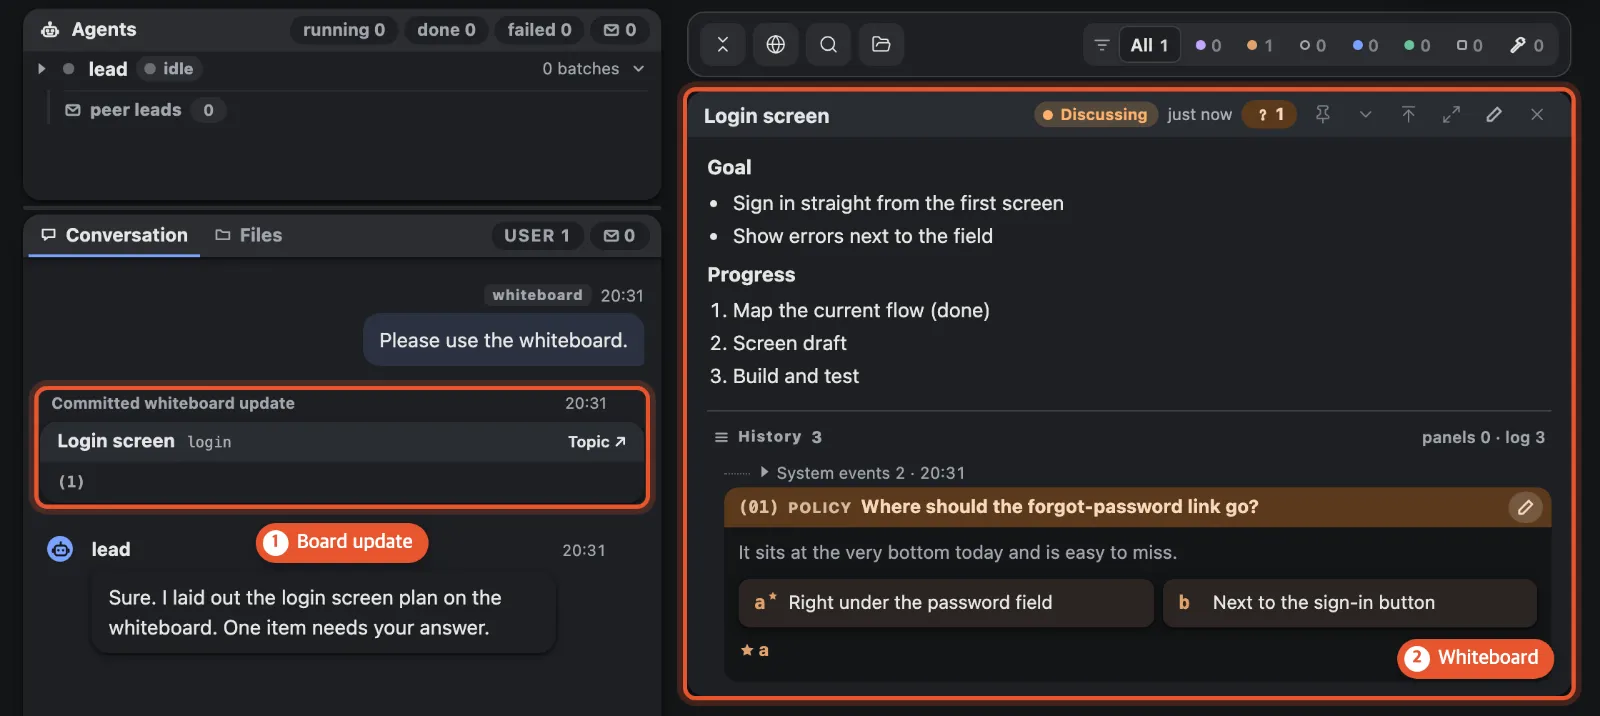 Agents
running 0
done 0
failed 0
0
lead
idle
0 batches
peer leads 0
Conversation
Files
USER 1
0
whiteboard 20:31
Please use the whiteboard.
Committed whiteboard update 20:31
Login screen login Topic ↗
(1)
1 Board update
lead 20:31
Sure. I laid out the login screen plan on the
whiteboard. One item needs your answer.
All 1
0
1
0
0
0
0
0
Login screen
Discussing
just now
? 1
Goal
• Sign in straight from the first screen
• Show errors next to the field
Progress
1. Map the current flow (done)
2. Screen draft
3. Build and test
History 3
panels 0 · log 3
System events 2 · 20:31
(01) POLICY Where should the forgot-password link go?
It sits at the very bottom today and is easy to miss.
a* Right under the password field
b Next to the sign-in button
★ a
2 Whiteboard